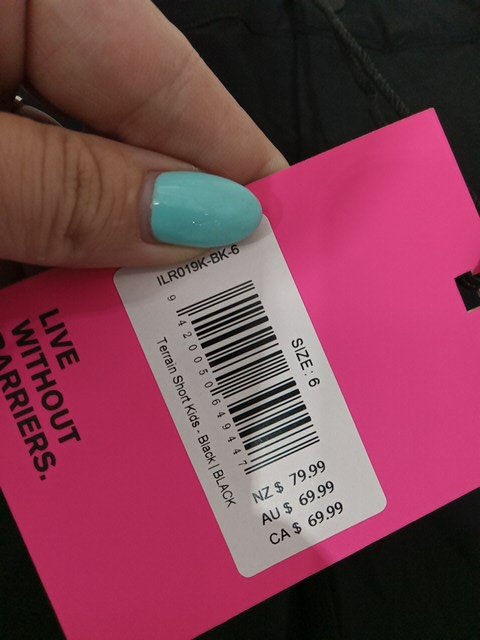 LIVE
WITHOUT
BARRIERS.
ILR019K-BK-6
9 420050 649447
SIZE : 6
Terrain Short Kids - Black | BLACK
NZ $ 79.99
AU $ 69.99
CA $ 69.99